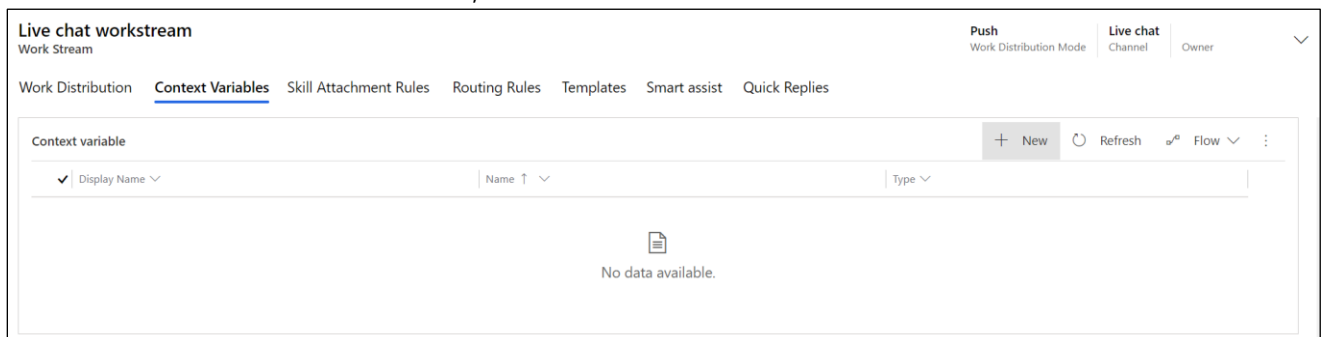 Live chat workstream
Work Stream
Push
Work Distribution Mode
Live chat
Channel
Owner
Work Distribution Context Variables Skill Attachment Rules Routing Rules Templates Smart assist Quick Replies
Context variable
+ New Refresh Flow
Display Name Name ↑ Type
No data available.